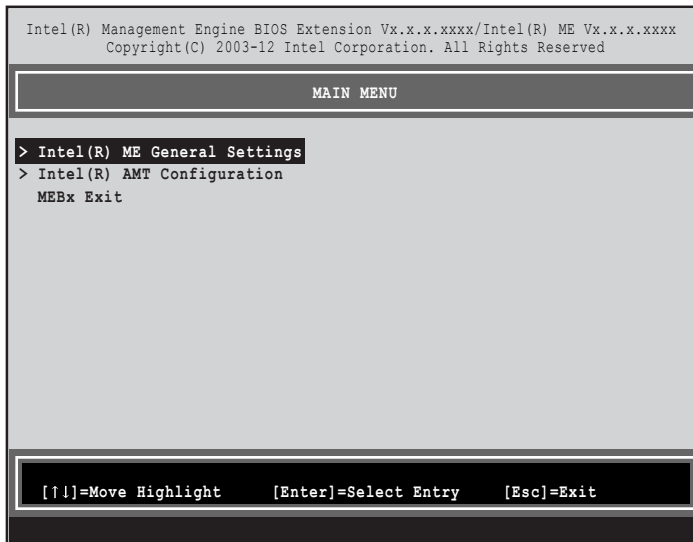 Intel(R) Management Engine BIOS Extension Vx.x.x.xxxx/Intel(R) ME Vx.x.x.xxxx
Copyright(C) 2003-12 Intel Corporation. All Rights Reserved
MAIN MENU
> Intel(R) ME General Settings
> Intel(R) AMT Configuration
MEBx Exit
[↑↓]=Move Highlight [Enter]=Select Entry [Esc]=Exit